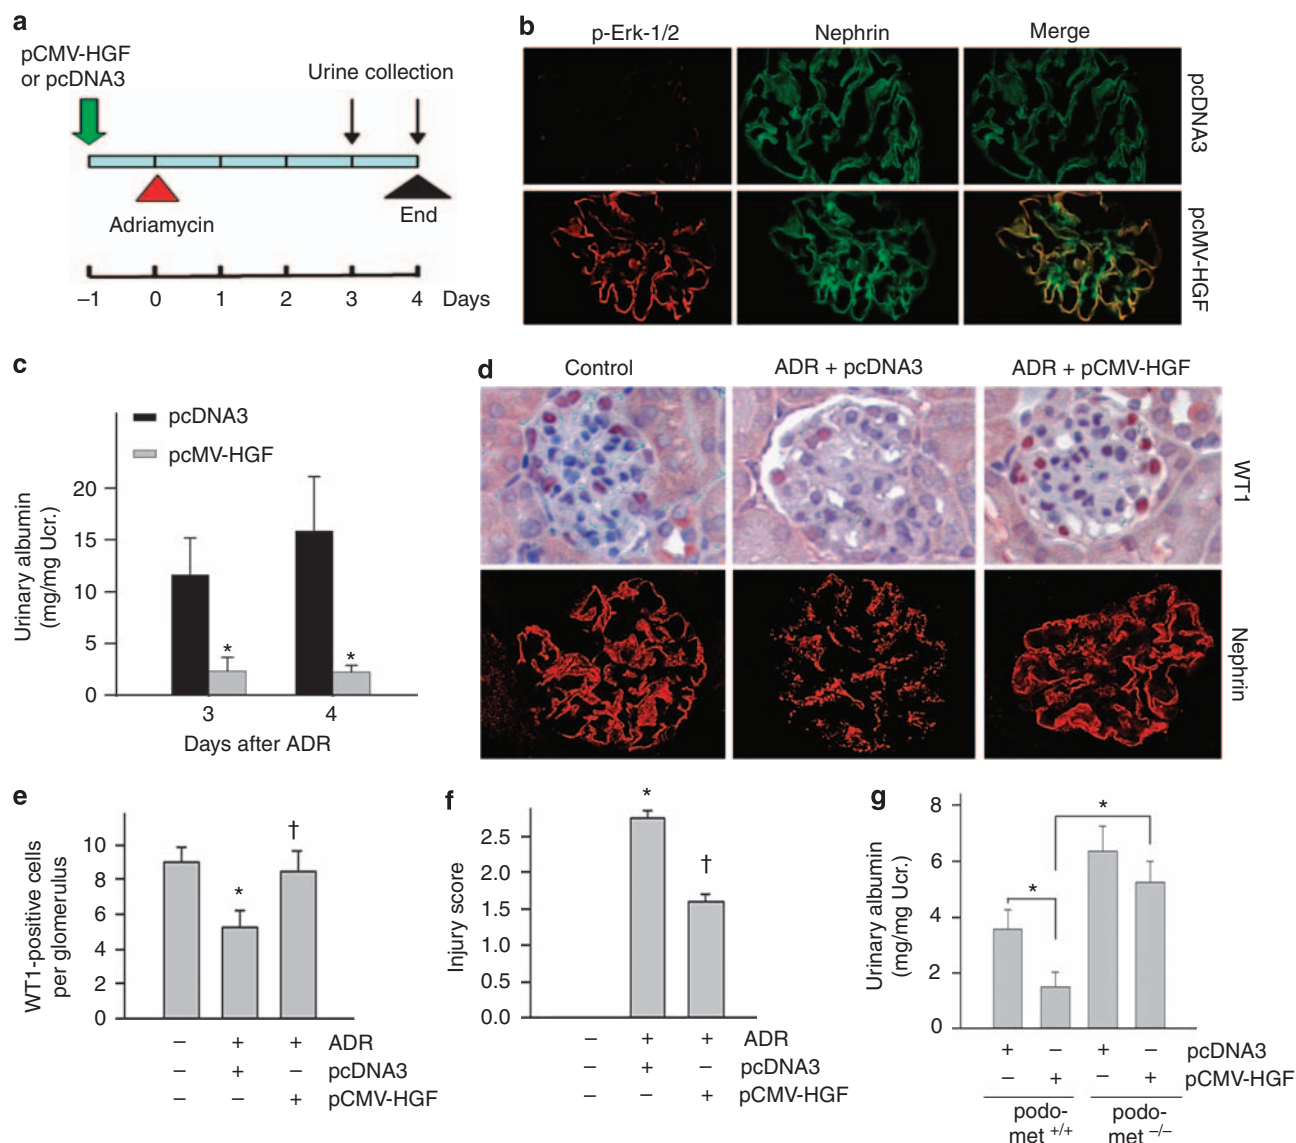 a
pCMV-HGF
or pcDNA3
Urine collection
Adriamycin
End
–1 0 1 2 3 4 Days
b
p-Erk-1/2 Nephrin Merge
pcDNA3
pcMV-HGF
c
pcDNA3
pcMV-HGF
Urinary albumin
(mg/mg Ucr.)
20
15
10
5
0
* *
3 4
Days after ADR
d
Control ADR + pcDNA3 ADR + pCMV-HGF
WT1
Nephrin
e
WT1-positive cells
per glomerulus
10
8
6
4
2
0
* †
– + + ADR
– + – pcDNA3
– – + pCMV-HGF
f
Injury score
2.5
2.0
1.5
1.0
0.5
0.0
* †
– + + ADR
– + – pcDNA3
– – + pCMV-HGF
g
Urinary albumin
(mg/mg Ucr.)
8
6
4
2
0
* *
+ – + – pcDNA3
– + – + pCMV-HGF
podo-
met +/+
podo-
met –/–